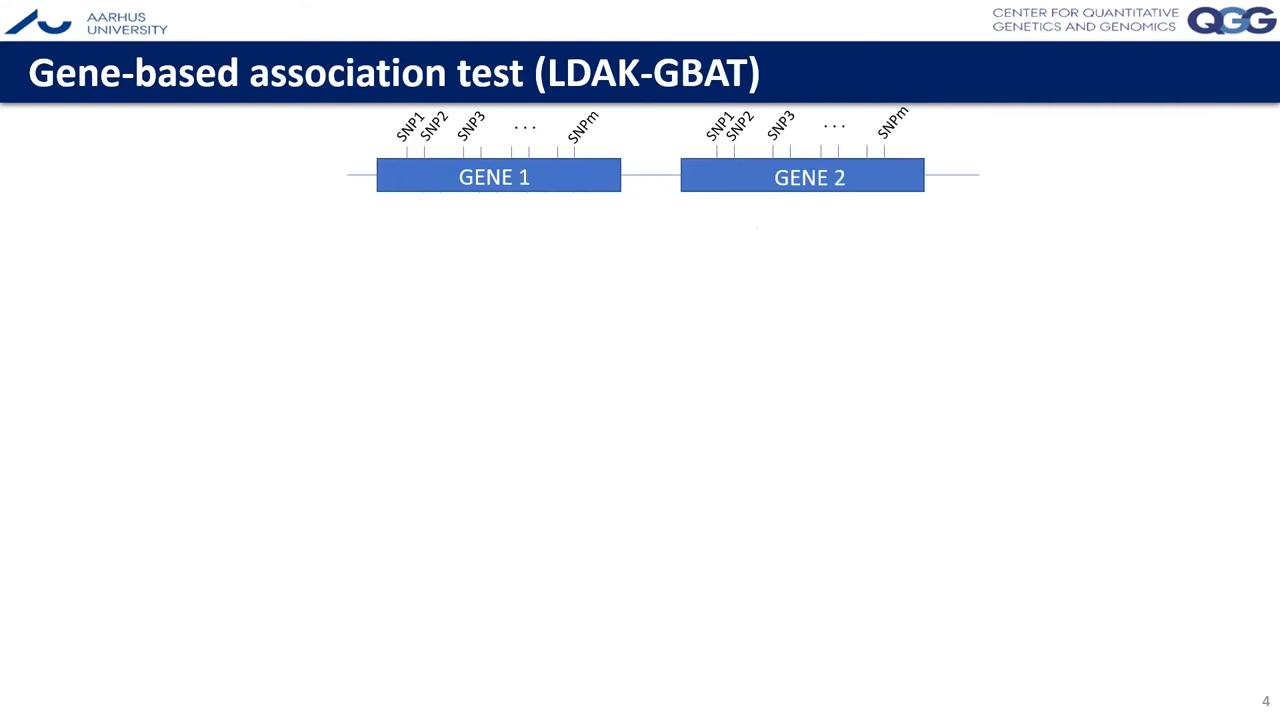 AARHUS
UNIVERSITY
CENTER FOR QUANTITATIVE
GENETICS AND GENOMICS
QGG
Gene-based association test (LDAK-GBAT)
SNP1 SNP2 SNP3 ... SNPm
SNP1 SNP2 SNP3 ... SNPm
GENE 1
GENE 2
4